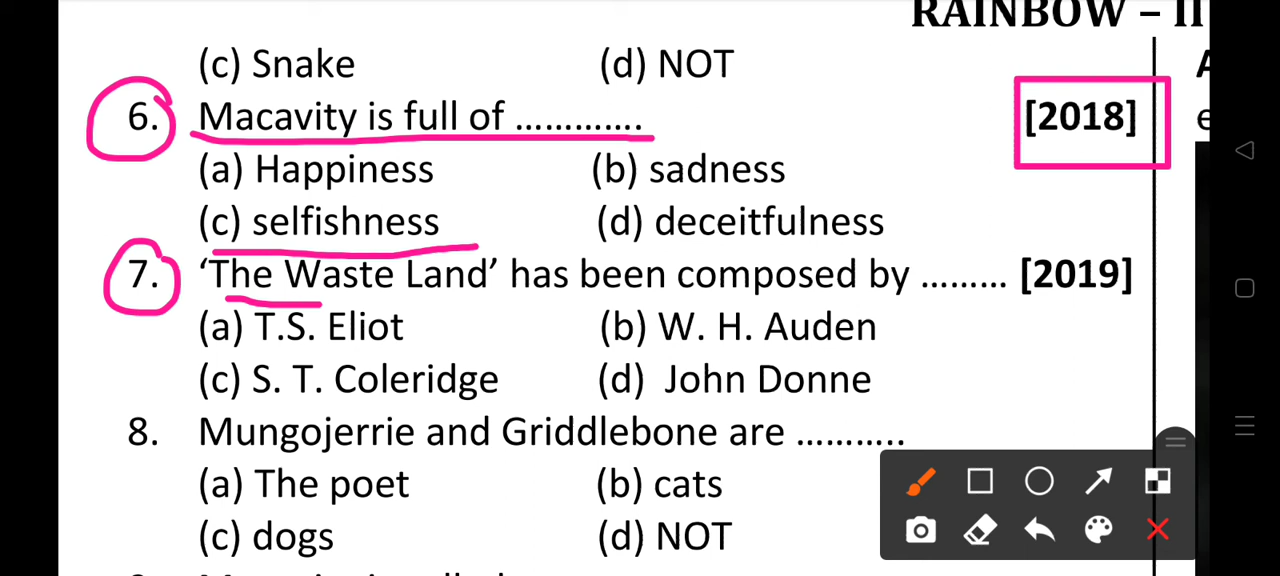 RAINBOW – II
(c) Snake (d) NOT
6. Macavity is full of ............. [2018]
(a) Happiness (b) sadness
(c) selfishness (d) deceitfulness
7. ‘The Waste Land’ has been composed by ......... [2019]
(a) T.S. Eliot (b) W. H. Auden
(c) S. T. Coleridge (d) John Donne
8. Mungojerrie and Griddlebone are ...........
(a) The poet (b) cats
(c) dogs (d) NOT